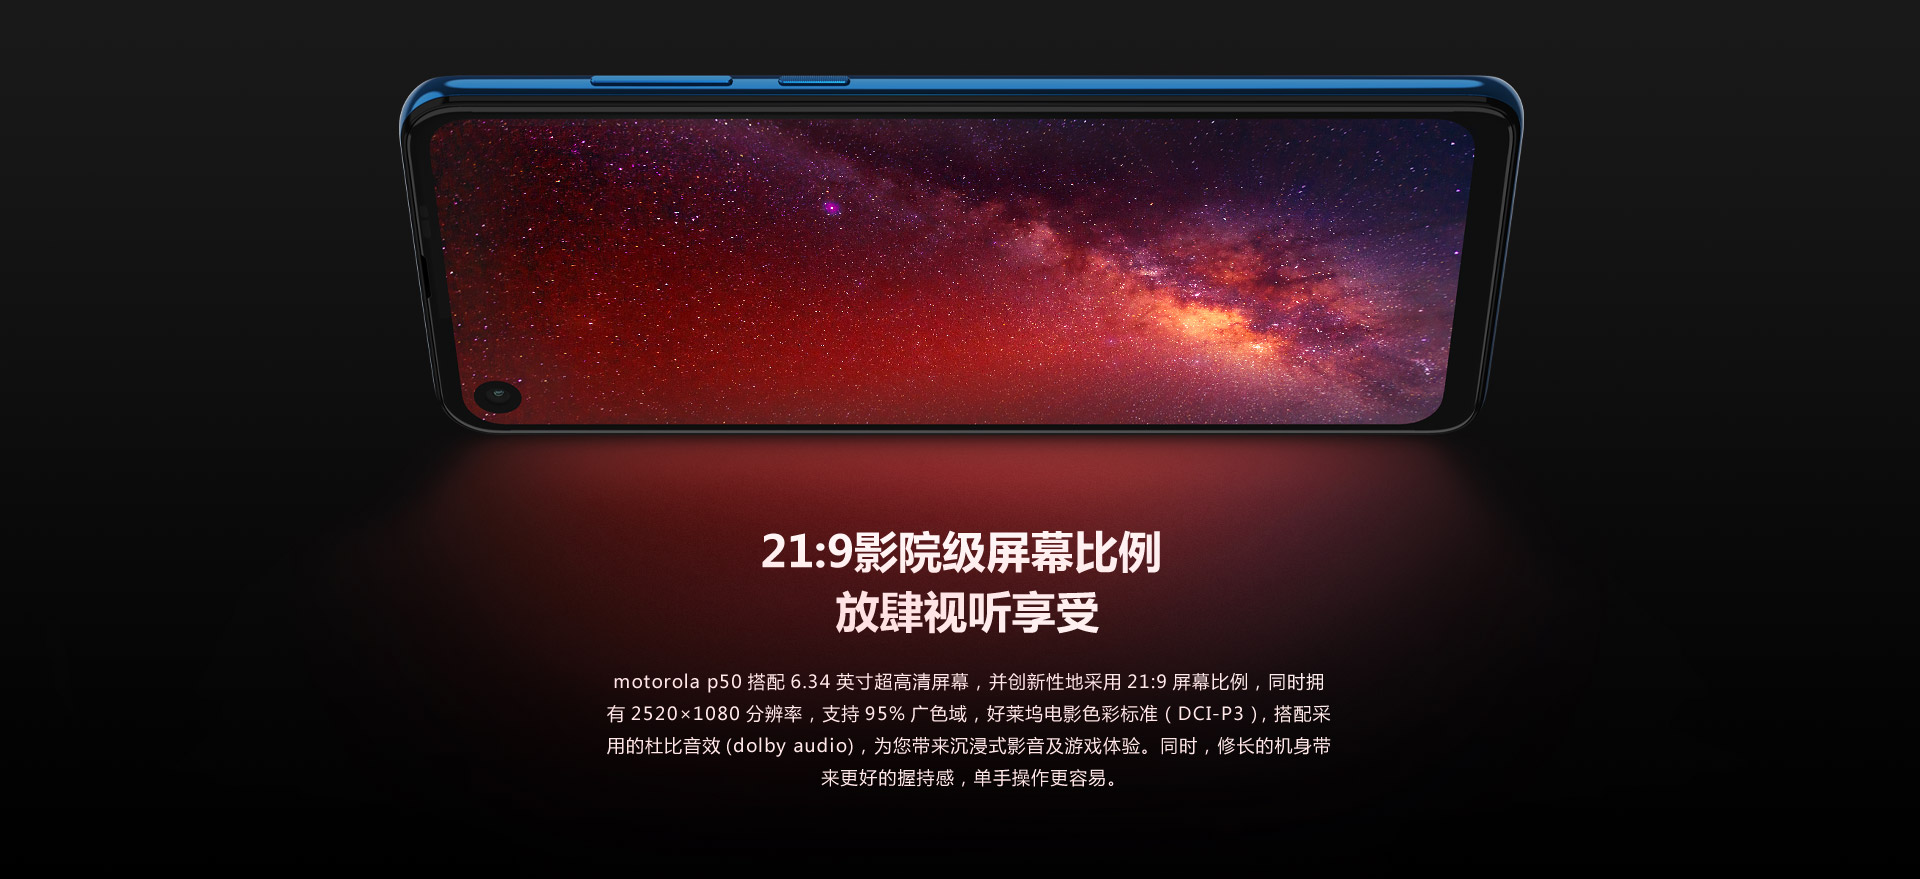 21:9影院级屏幕比例
放肆视听享受
motorola p50 搭配 6.34 英寸超高清屏幕，并创新性地采用 21:9 屏幕比例，同时拥
有 2520×1080 分辨率，支持 95% 广色域，好莱坞电影色彩标准 ( DCI-P3 )，搭配采
用的杜比音效 (dolby audio)，为您带来沉浸式影音及游戏体验。同时，修长的机身带
来更好的握持感，单手操作更容易。